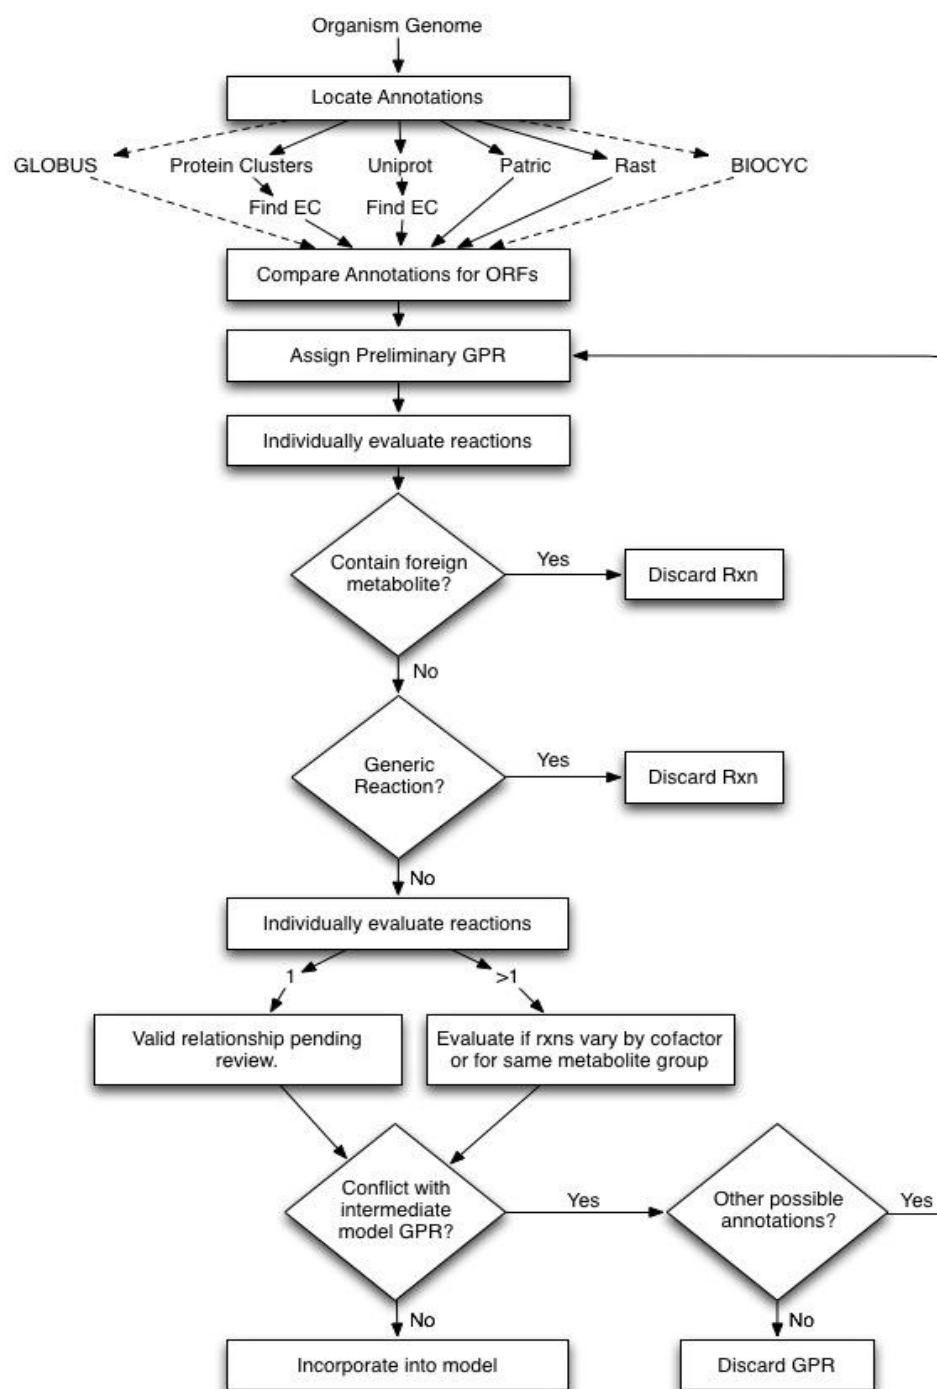 Organism Genome
Locate Annotations
GLOBUS
Protein Clusters
Uniprot
Patric
Rast
BIOCYC
Find EC
Find EC
Compare Annotations for ORFs
Assign Preliminary GPR
Individually evaluate reactions
Contain foreign
metabolite?
Yes
Discard Rxn
No
Generic
Reaction?
Yes
Discard Rxn
No
Individually evaluate reactions
1
>1
Valid relationship pending
review.
Evaluate if rxns vary by cofactor
or for same metabolite group
Conflict with
intermediate
model GPR?
Yes
Other possible
annotations?
Yes
No
No
Incorporate into model
Discard GPR